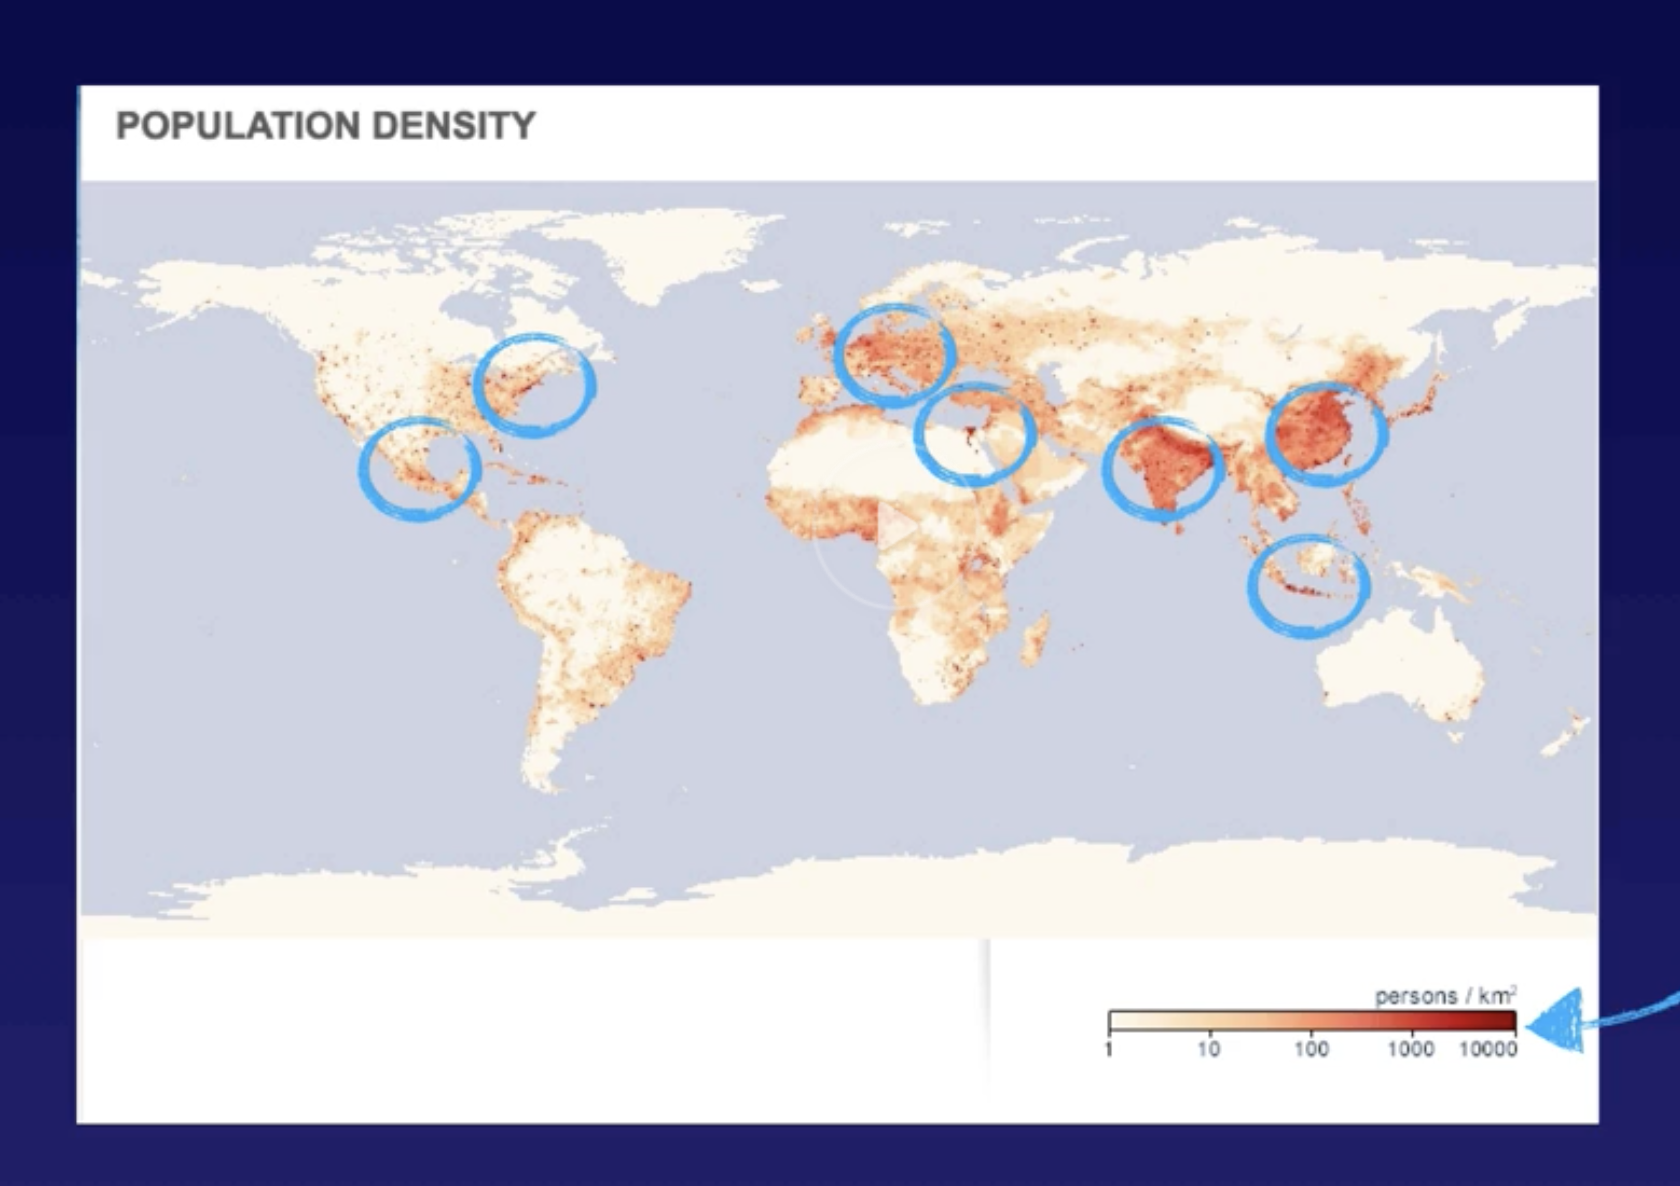 POPULATION DENSITY
persons / km²
1 10 100 1000 10000